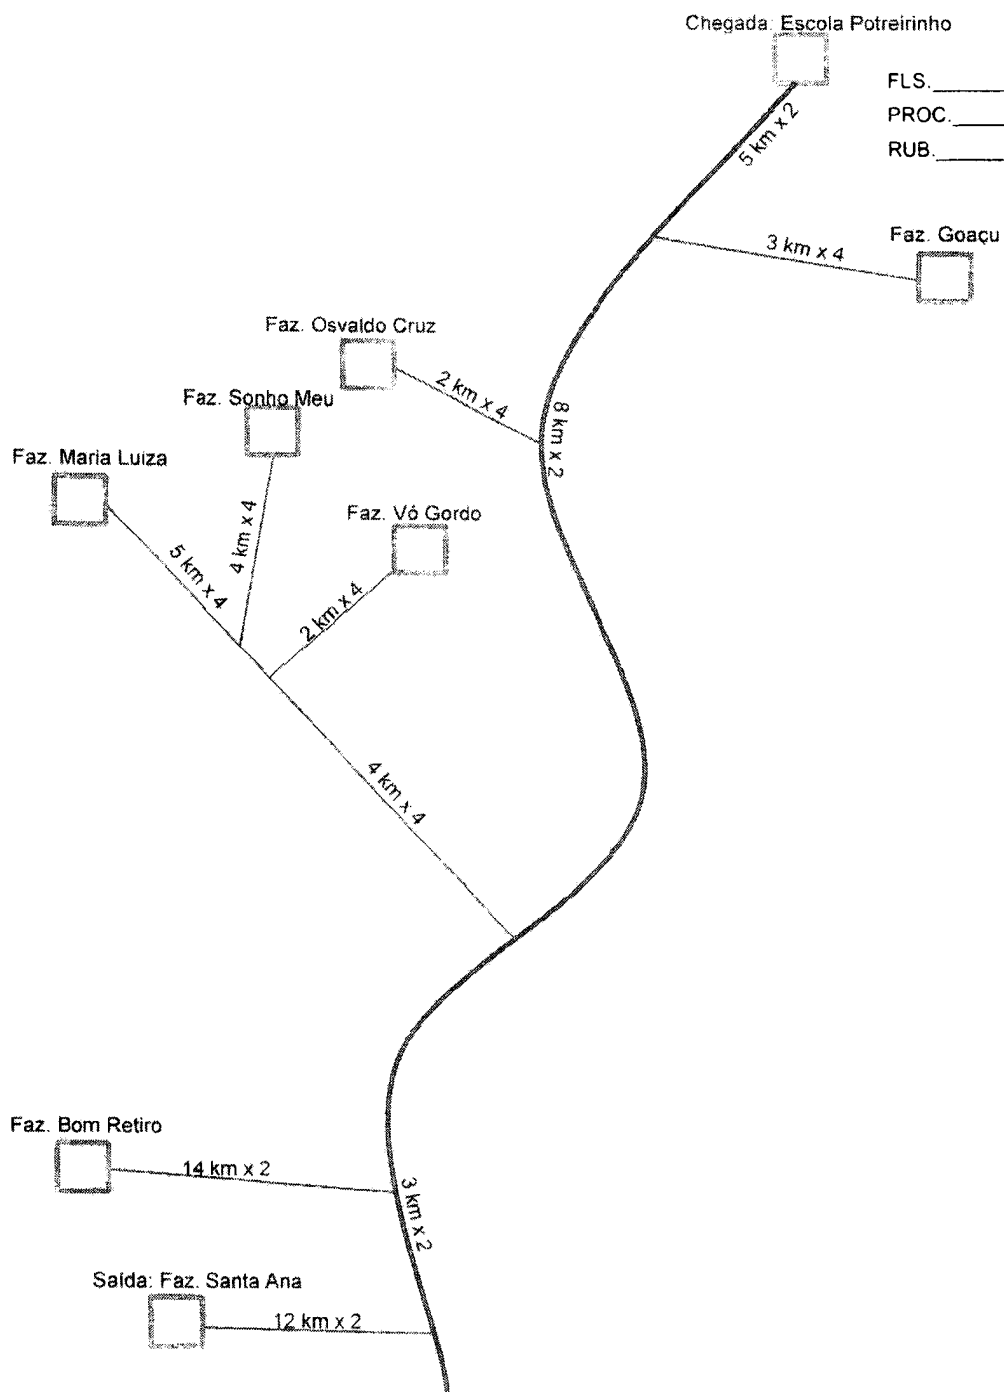 Chegada: Escola Potreirinho
FLS.______
PROC._____
RUB.______
5 km x 2
Faz. Goaçu
3 km x 4
Faz. Osvaldo Cruz
2 km x 4
8 km x 2
Faz. Sonho Meu
4 km x 4
Faz. Maria Luiza
5 km x 4
Faz. Vó Gordo
2 km x 4
4 km x 4
Faz. Bom Retiro
14 km x 2
3 km x 2
Saída: Faz. Santa Ana
12 km x 2